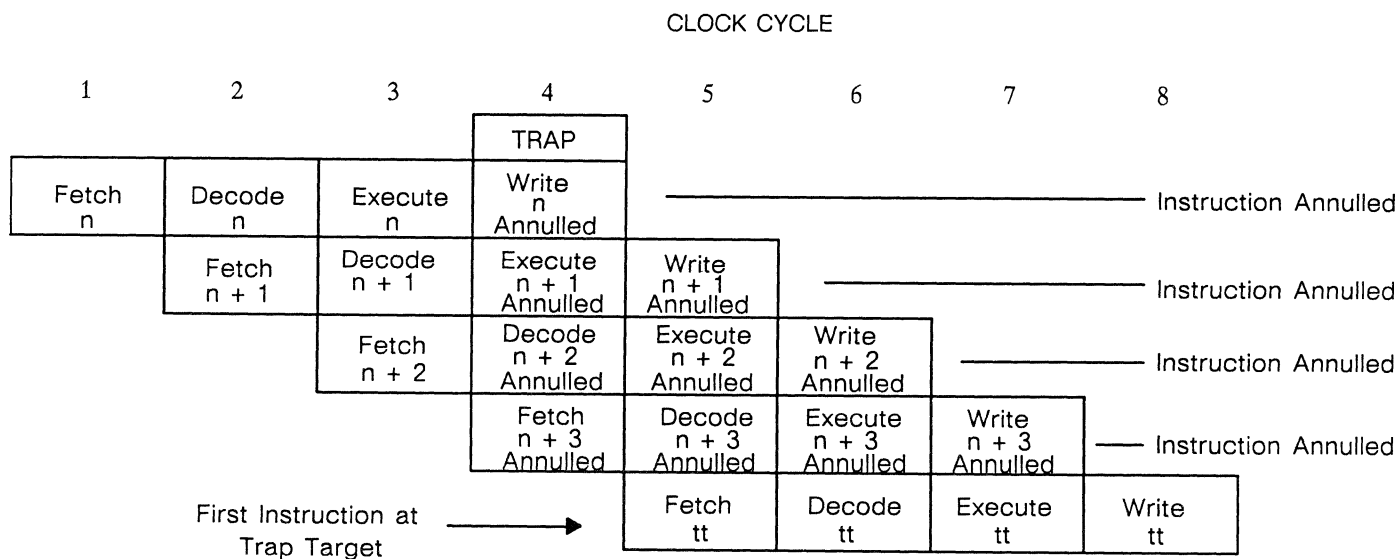 CLOCK CYCLE
1 2 3 4 5 6 7 8
TRAP
Fetch
n
Decode
n
Execute
n
Write
n
Annulled
Instruction Annulled
Fetch
n + 1
Decode
n + 1
Execute
n + 1
Annulled
Write
n + 1
Annulled
Instruction Annulled
Fetch
n + 2
Decode
n + 2
Annulled
Execute
n + 2
Annulled
Write
n + 2
Annulled
Instruction Annulled
Fetch
n + 3
Annulled
Decode
n + 3
Annulled
Execute
n + 3
Annulled
Write
n + 3
Annulled
Instruction Annulled
First Instruction at
Trap Target
Fetch
tt
Decode
tt
Execute
tt
Write
tt